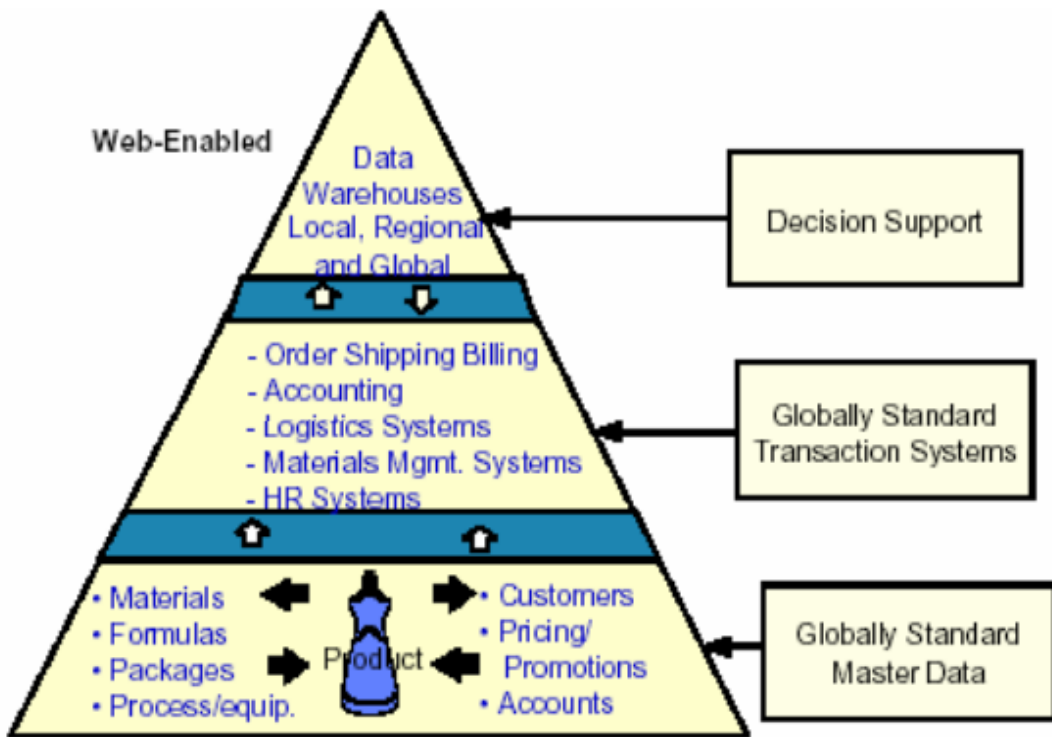 Web-Enabled
Data
Warehouses
Local, Regional
and Global
Decision Support
- Order Shipping Billing
- Accounting
- Logistics Systems
- Materials Mgmt. Systems
- HR Systems
Globally Standard
Transaction Systems
• Materials
• Formulas
• Packages
• Process/equip.
Product
• Customers
• Pricing/
Promotions
• Accounts
Globally Standard
Master Data